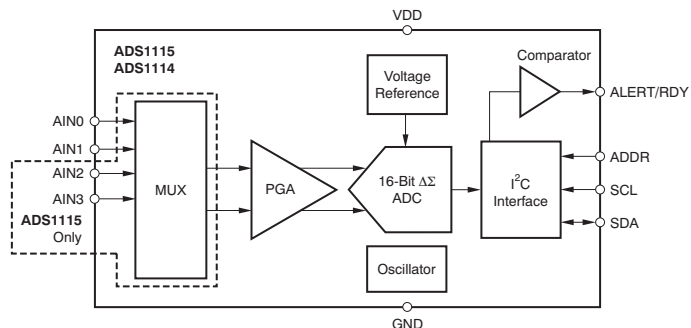 VDD
ADS1115
ADS1114
Comparator
Voltage
Reference
ALERT/RDY
AIN0
AIN1
AIN2
AIN3
MUX
PGA
16-Bit ΔΣ
ADC
I²C
Interface
ADDR
SCL
SDA
ADS1115
Only
Oscillator
GND